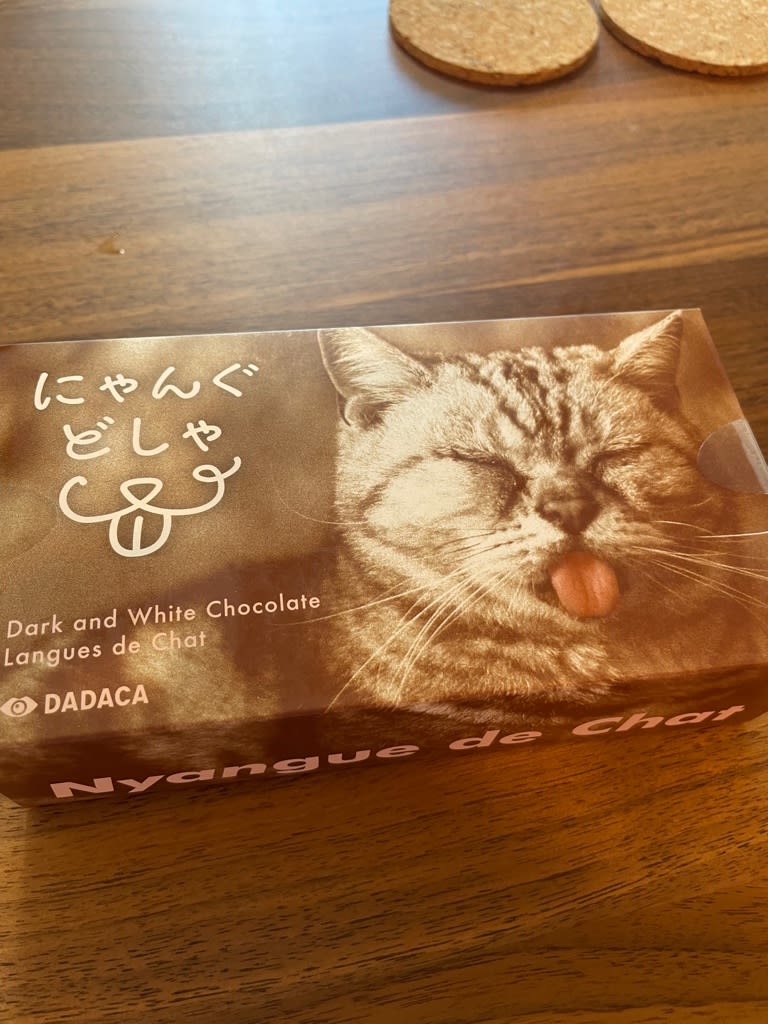 にゃんぐ
どしゃ
Dark and White Chocolate
Langues de Chat
DADACA
Nyangue de Chat